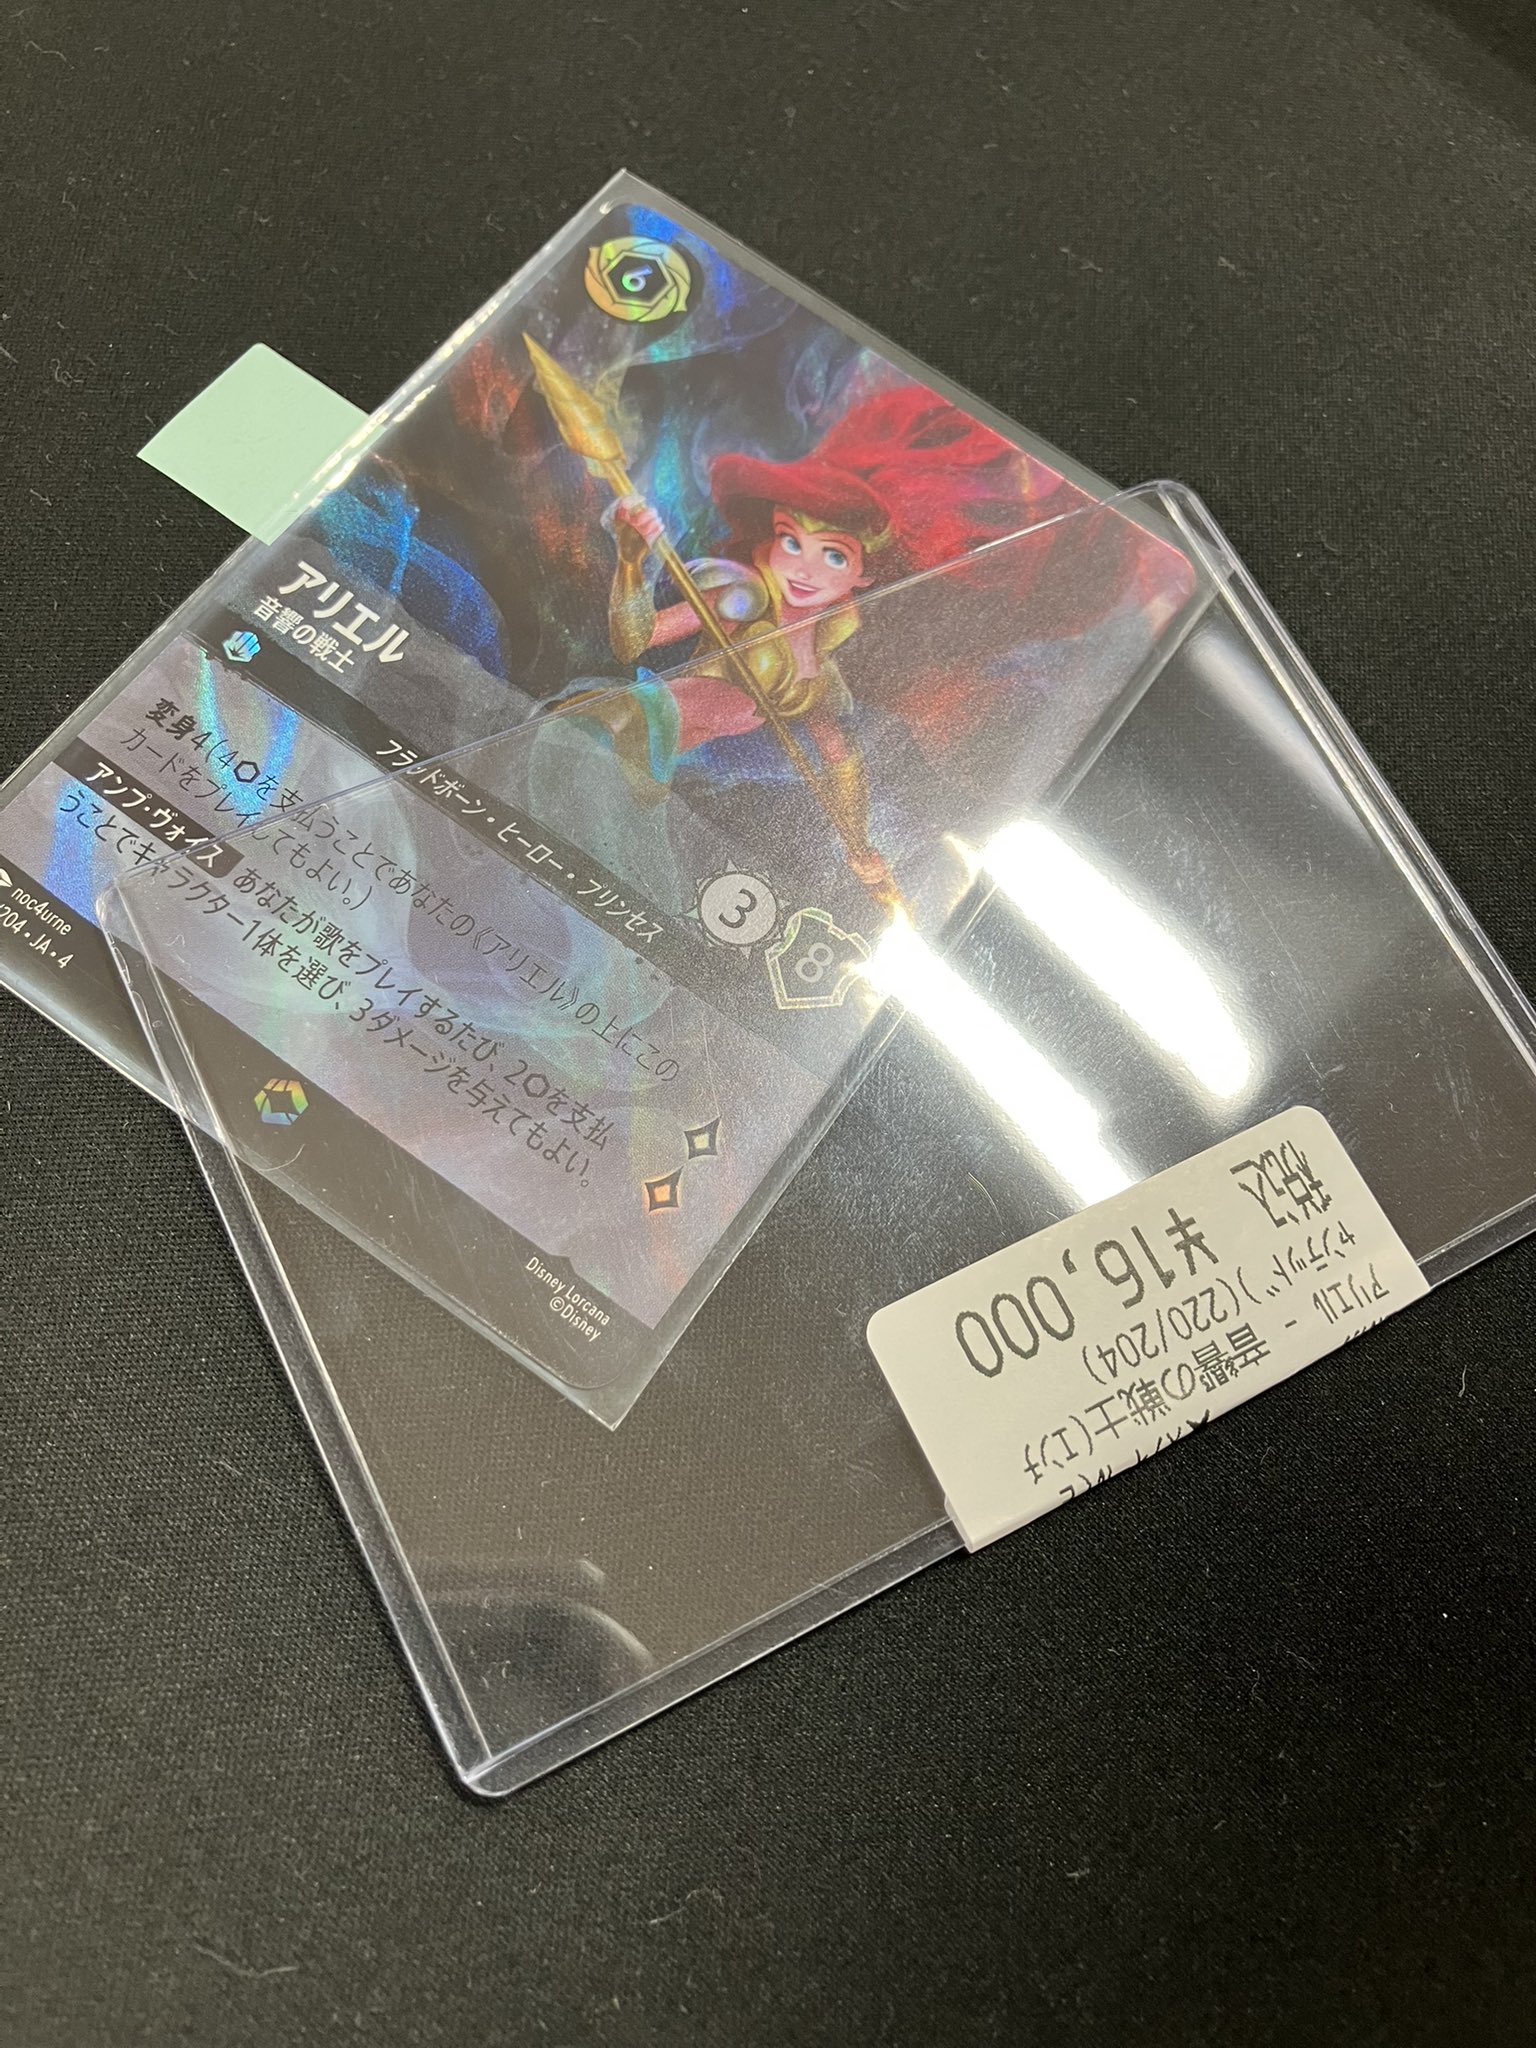 6
アリエル
音響の戦士
フラッドボーン・ヒーロー・プリンセス
3
8
変身4(4⬡を支払うことであなたの《アリエル》の上にこの
カードをプレイしてもよい。)
アンプ・ヴォイス あなたが歌をプレイするたび、2⬡を支払
うことでキャラクター1体を選び、3ダメージを与えてもよい。
noc4urne
/204・JA・4
Disney Lorcana
©Disney
アリエル - 音響の戦士(エンチ
ャンテッド)(220/204)
¥16,000 税込